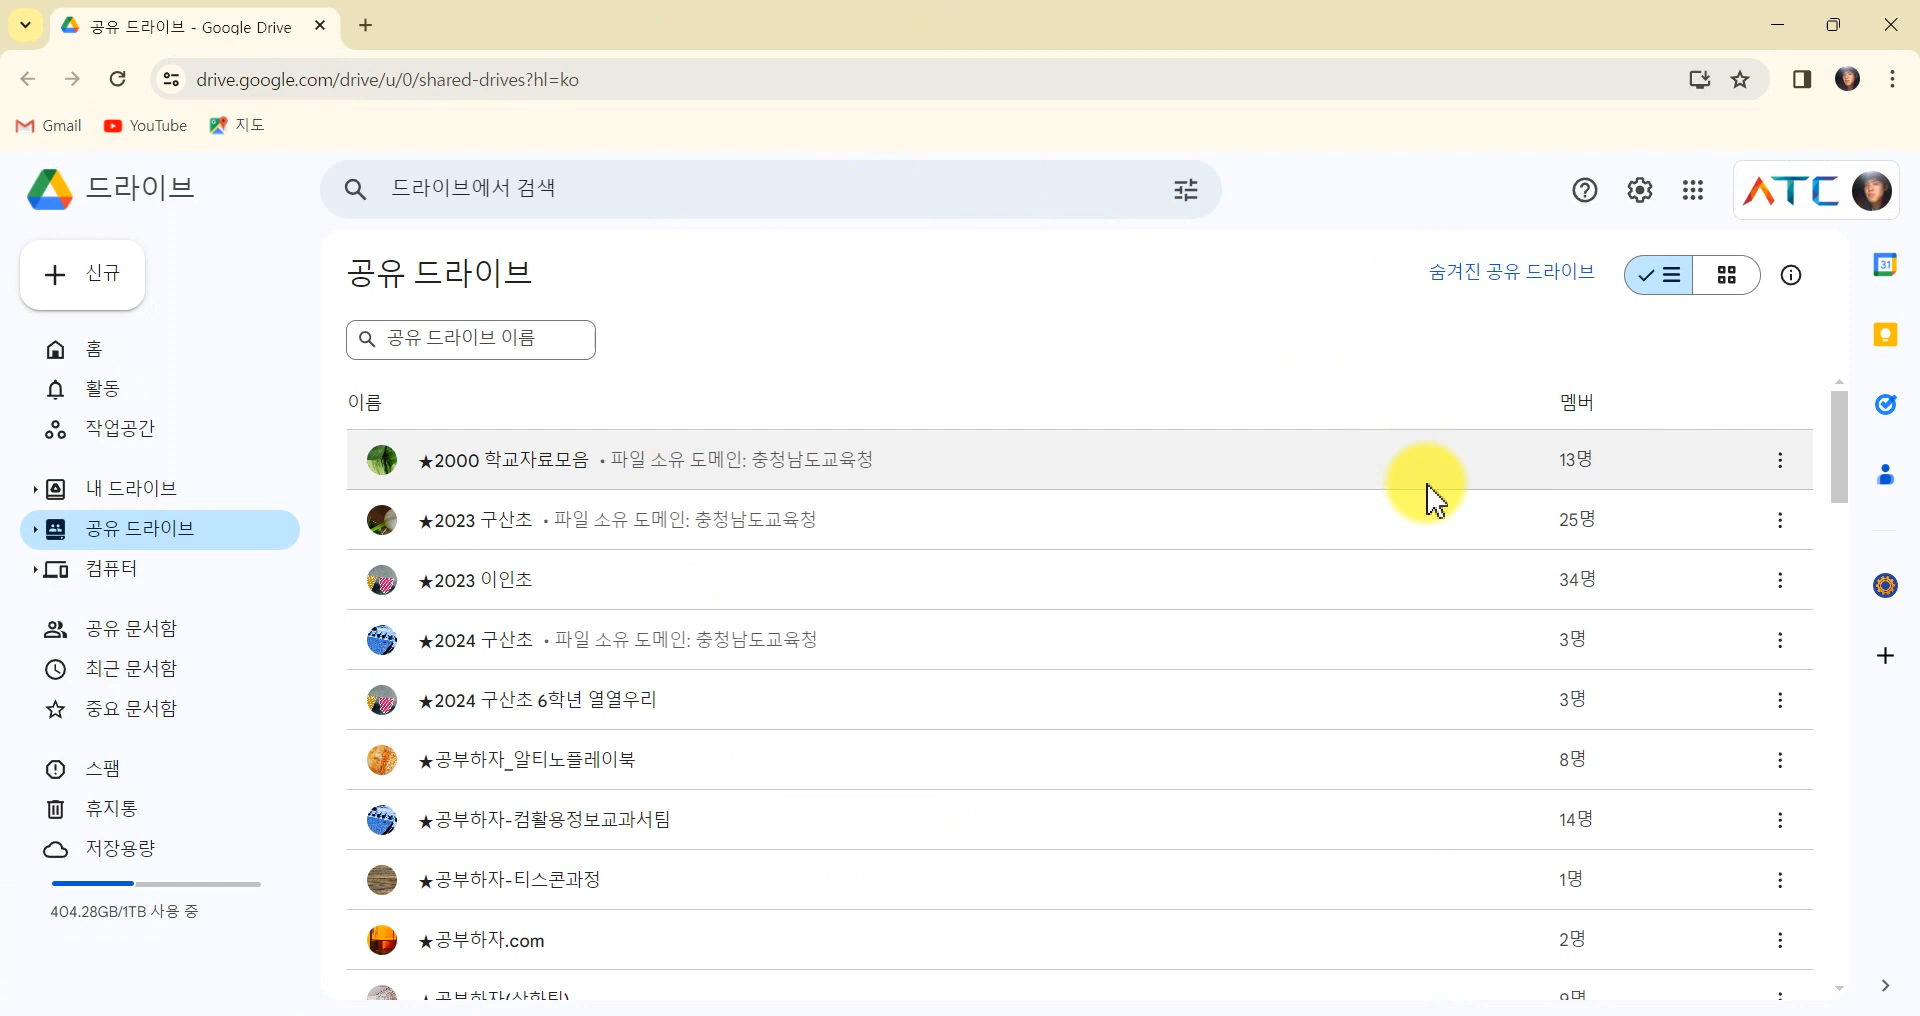 공유 드라이브 - Google Drive
drive.google.com/drive/u/0/shared-drives?hl=ko
Gmail YouTube 지도
드라이브
드라이브에서 검색
ATC
신규
홈
활동
작업공간
내 드라이브
공유 드라이브
컴퓨터
공유 문서함
최근 문서함
중요 문서함
스팸
휴지통
저장용량
404.28GB/1TB 사용 중
공유 드라이브
숨겨진 공유 드라이브
공유 드라이브 이름
이름 멤버
★2000 학교자료모음 • 파일 소유 도메인: 충청남도교육청 13명
★2023 구산초 • 파일 소유 도메인: 충청남도교육청 25명
★2023 이인초 34명
★2024 구산초 • 파일 소유 도메인: 충청남도교육청 3명
★2024 구산초 6학년 열열우리 3명
★공부하자_알티노플레이북 8명
★공부하자-컴활용정보교과서팀 14명
★공부하자-티스콘과정 1명
★공부하자.com 2명
31